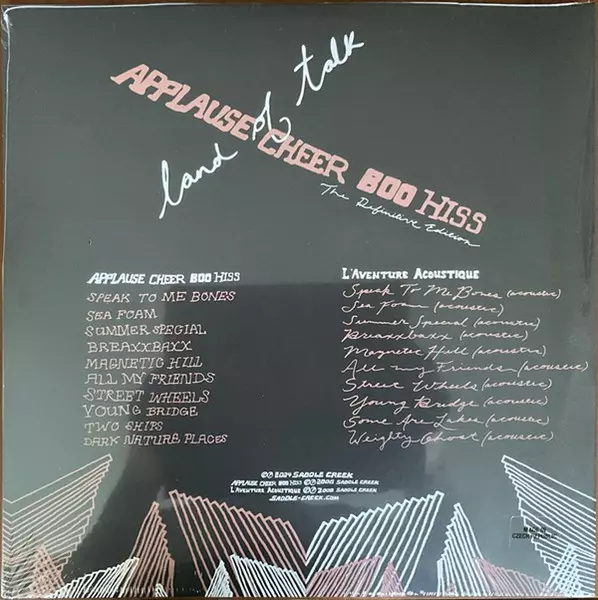 land of talk
APPLAUSE CHEER BOO HISS
The Definitive Edition
APPLAUSE CHEER BOO HISS
SPEAK TO ME BONES
SEA FOAM
SUMMER SPECIAL
BREAXXBAXX
MAGNETIC HILL
ALL MY FRIENDS
STREET WHEELS
YOUNG BRIDGE
TWO SHIPS
DARK NATURE PLACES
L'AVENTURE ACOUSTIQUE
Speak To Me Bones (acoustic)
Sea Foam (acoustic)
Summer Special (acoustic)
Breaxxbaxx (acoustic)
Magnetic Hill (acoustic)
All my Friends (acoustic)
Street Wheels (acoustic)
Young Bridge (acoustic)
Some Are Lakes (acoustic)
Weighty Ghost (acoustic)
©℗ 2024 SADDLE CREEK
APPLAUSE CHEER BOO HISS ©℗ 2008 SADDLE CREEK
L'AVENTURE ACOUSTIQUE ©℗ 2008 SADDLE CREEK
SADDLE-CREEK.COM
MADE IN
CZECH REPUBLIC